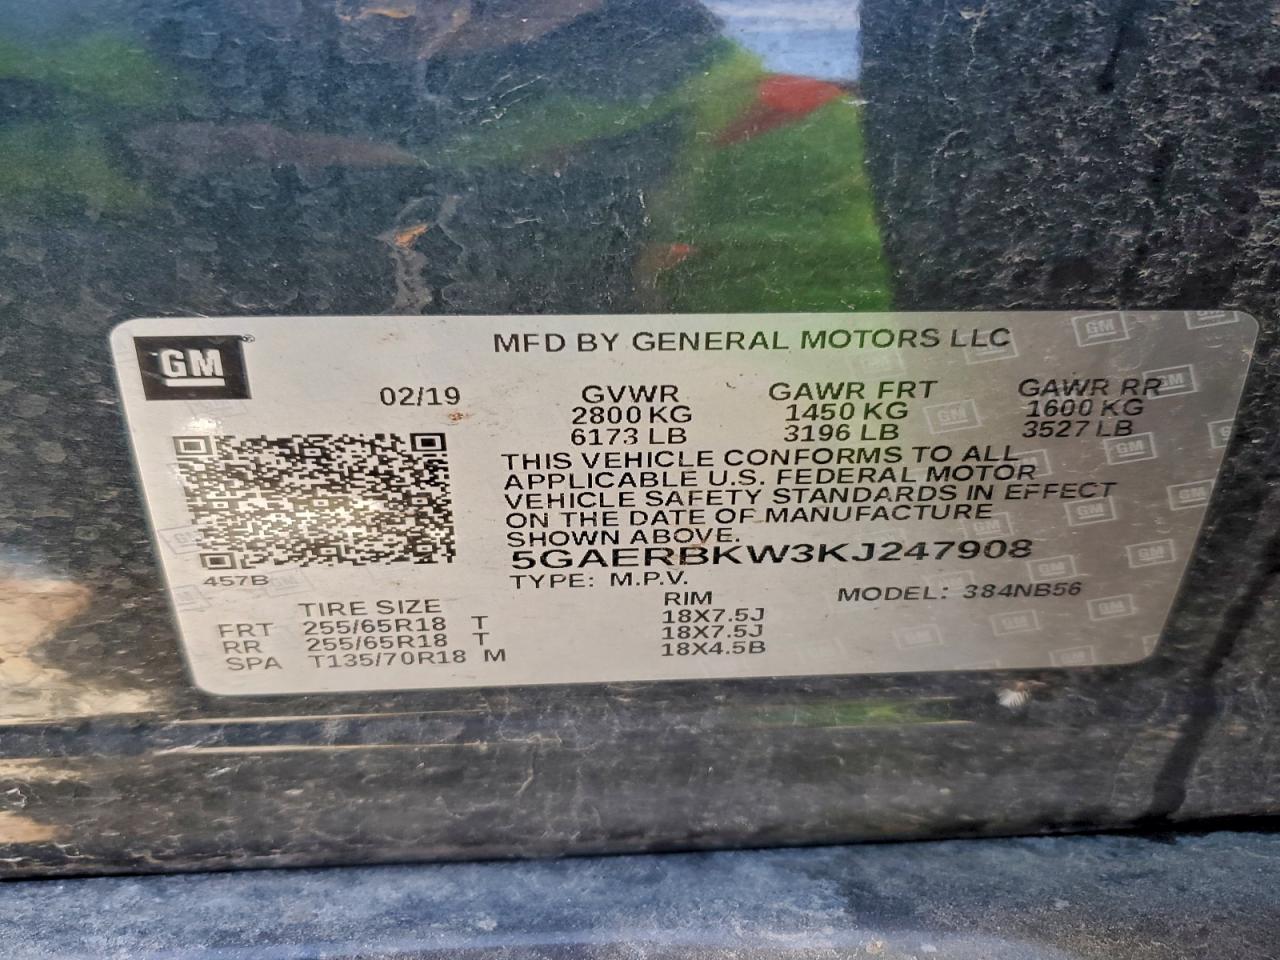 GM
MFD BY GENERAL MOTORS LLC
02/19 GVWR GAWR FRT GAWR RR
2800 KG 1450 KG 1600 KG
6173 LB 3196 LB 3527 LB
THIS VEHICLE CONFORMS TO ALL
APPLICABLE U.S. FEDERAL MOTOR
VEHICLE SAFETY STANDARDS IN EFFECT
ON THE DATE OF MANUFACTURE
SHOWN ABOVE.
5GAERBKW3KJ247908
457B TYPE: M.P.V. MODEL: 384NB56
TIRE SIZE RIM
FRT 255/65R18 T 18X7.5J
RR 255/65R18 T 18X7.5J
SPA T135/70R18 M 18X4.5B